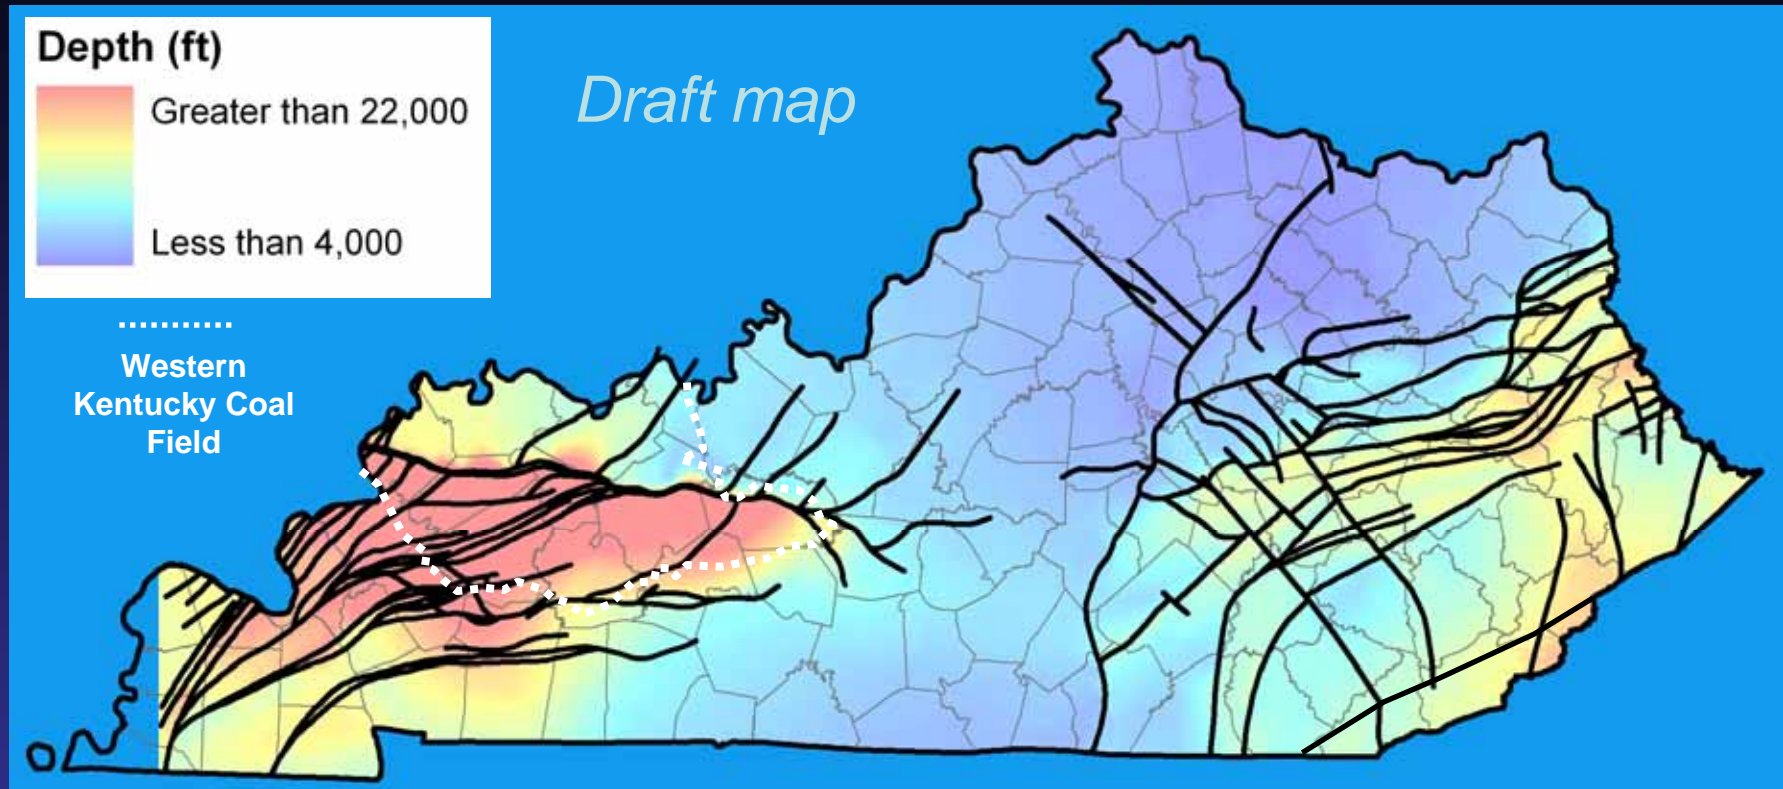 Depth (ft)
Greater than 22,000
Less than 4,000
Draft map
Western
Kentucky Coal
Field